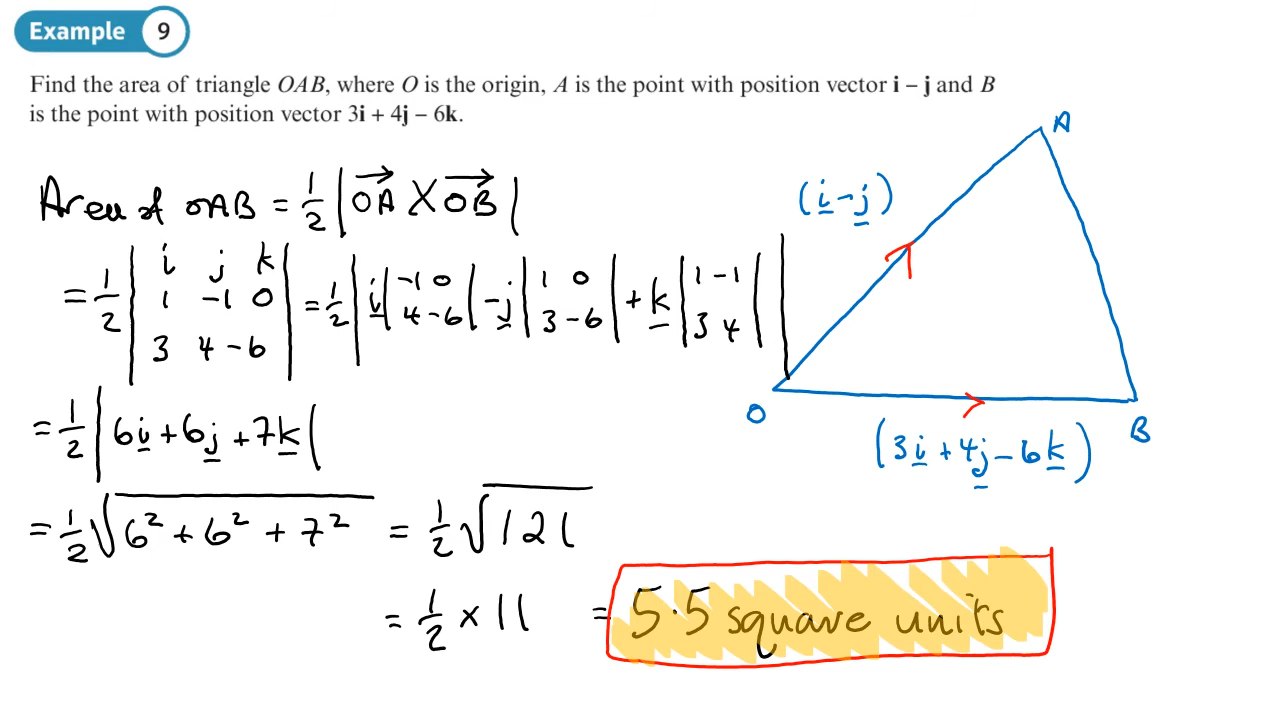 Example 9
Find the area of triangle OAB, where O is the origin, A is the point with position vector i – j and B
is the point with position vector 3i + 4j – 6k.
A
(i - j)
Area of OAB = 1/2 |OA X OB|
= 1/2 | i j k | = 1/2 | i | -1 0 | - j | 1 0 | + k | 1 -1 | |
| 1 -1 0 | | 4 -6 | | 3 -6 | | 3 4 |
| 3 4 -6 |
O
B
(3i + 4j - 6k)
= 1/2 | 6i + 6j + 7k |
= 1/2 √6² + 6² + 7² = 1/2 √121
= 1/2 × 11 = 5.5 square units